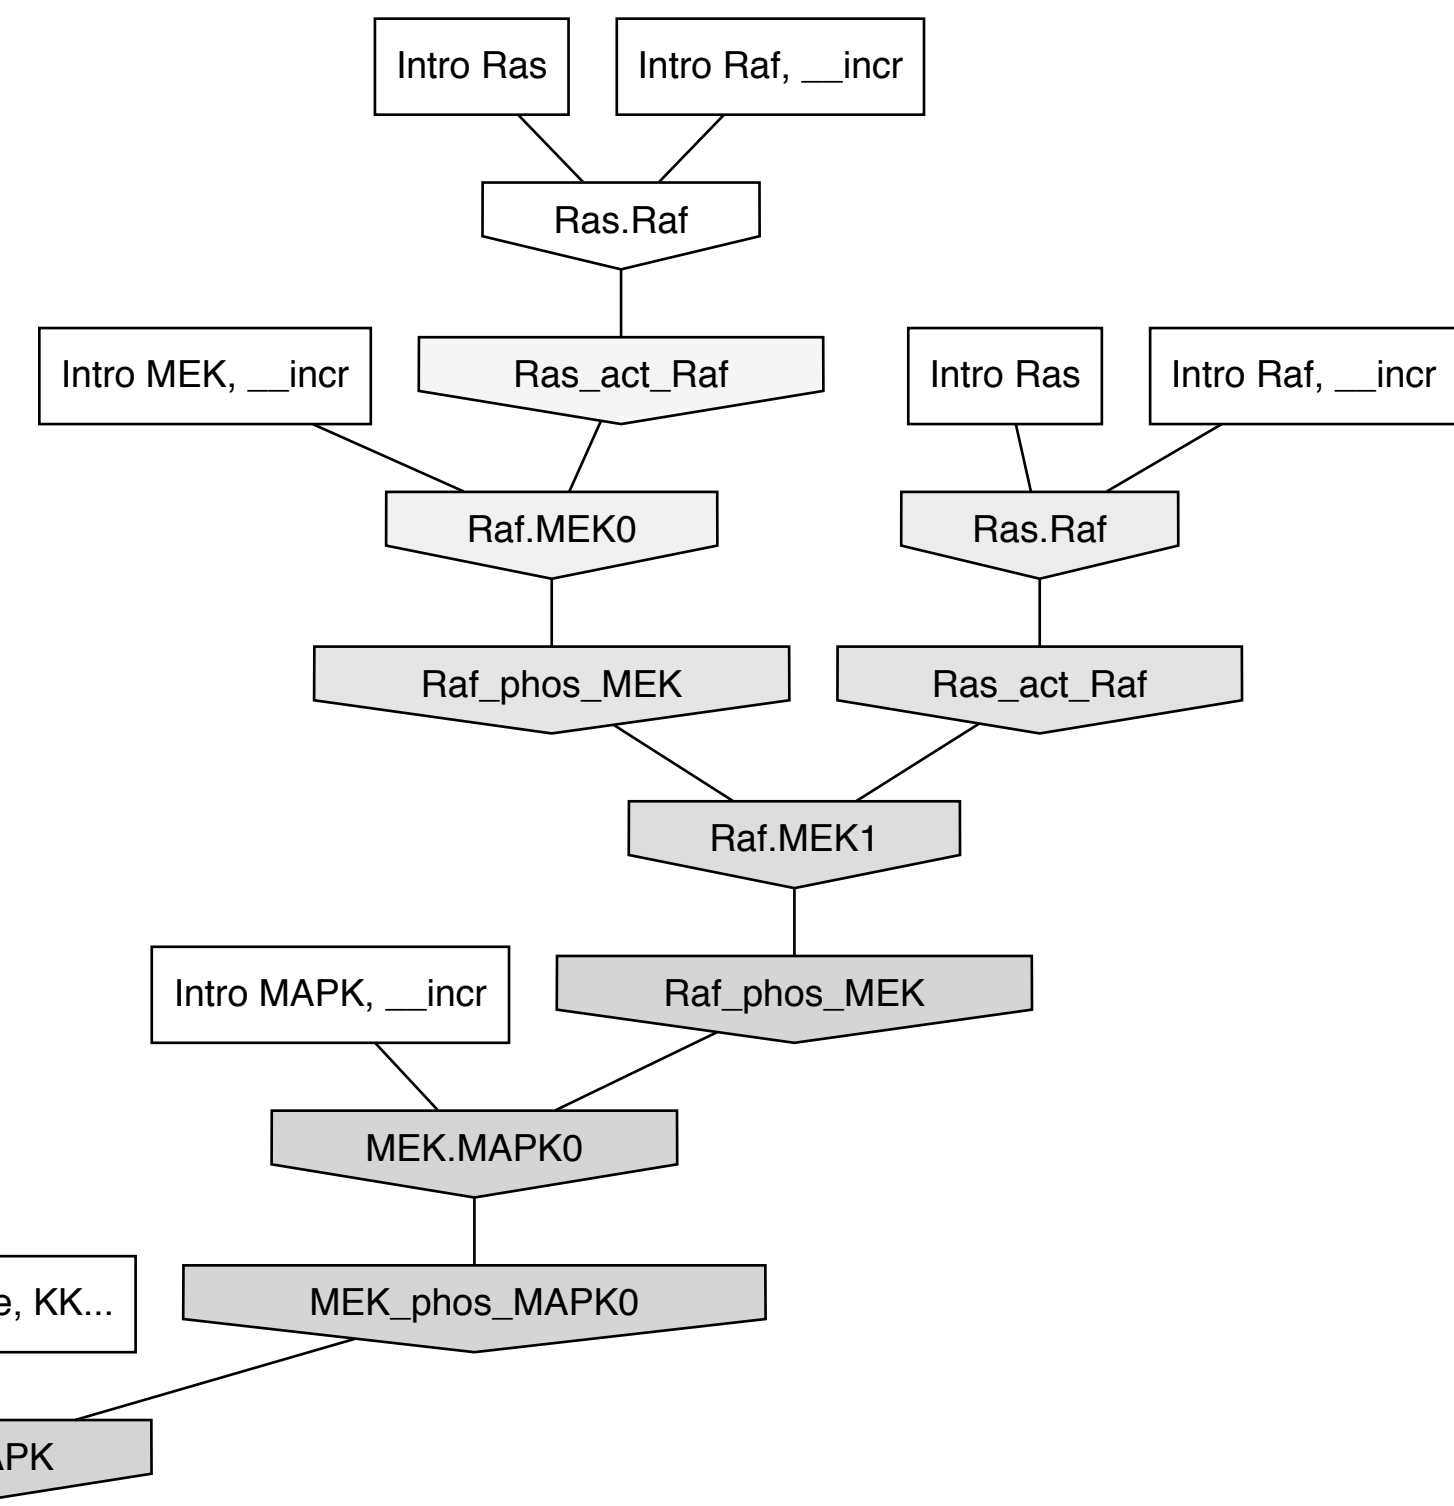 Intro Ras
Intro Raf, __incr
Ras.Raf
Intro MEK, __incr
Ras_act_Raf
Intro Ras
Intro Raf, __incr
Raf.MEK0
Ras.Raf
Raf_phos_MEK
Ras_act_Raf
Raf.MEK1
Intro MAPK, __incr
Raf_phos_MEK
MEK.MAPK0
KK...
MEK_phos_MAPK0